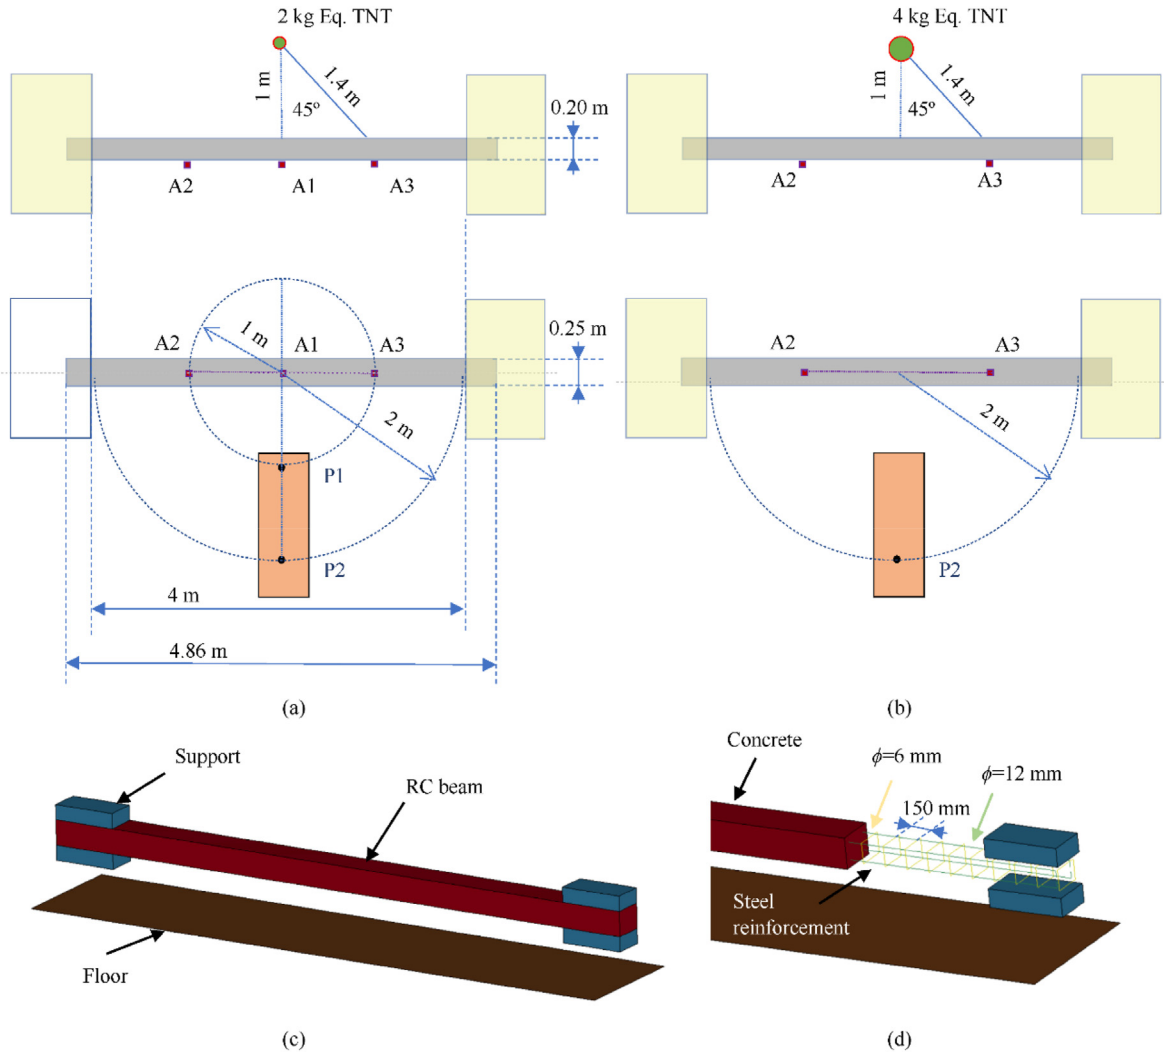 2 kg Eq. TNT
4 kg Eq. TNT
1 m
1.4 m
45º
0.20 m
A2
A1
A3
1 m
1.4 m
45º
A2
A3
A2
1 m
A1
A3
0.25 m
2 m
P1
P2
4 m
4.86 m
A2
A3
2 m
P2
(a)
(b)
Support
RC beam
Floor
Concrete
ϕ=6 mm
ϕ=12 mm
150 mm
Steel
reinforcement
(c)
(d)